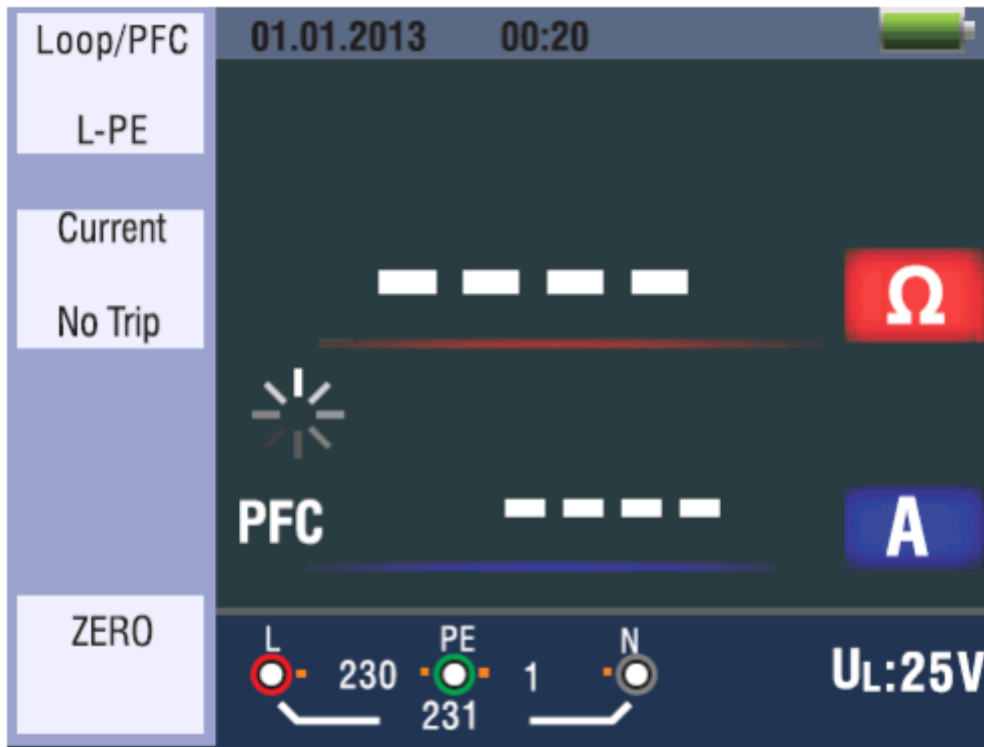 Loop/PFC
L-PE
Current
No Trip
ZERO
01.01.2013 00:20
---- Ω
PFC ---- A
L PE N
230 1
231
UL:25V